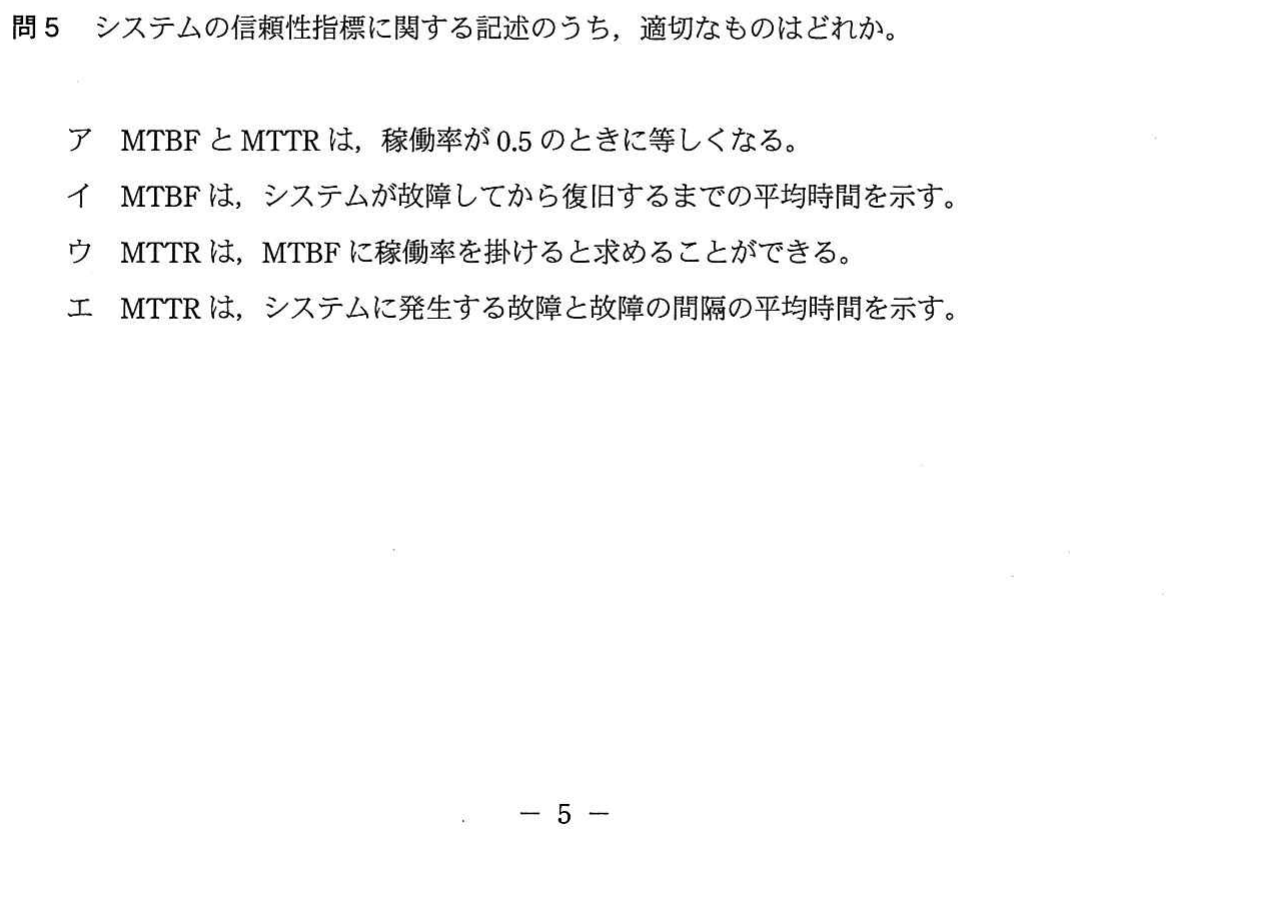 問5　システムの信頼性指標に関する記述のうち，適切なものはどれか。
ア　MTBF と MTTR は，稼働率が 0.5 のときに等しくなる。
イ　MTBF は，システムが故障してから復旧するまでの平均時間を示す。
ウ　MTTR は，MTBF に稼働率を掛けると求めることができる。
エ　MTTR は，システムに発生する故障と故障の間隔の平均時間を示す。
－ 5 －